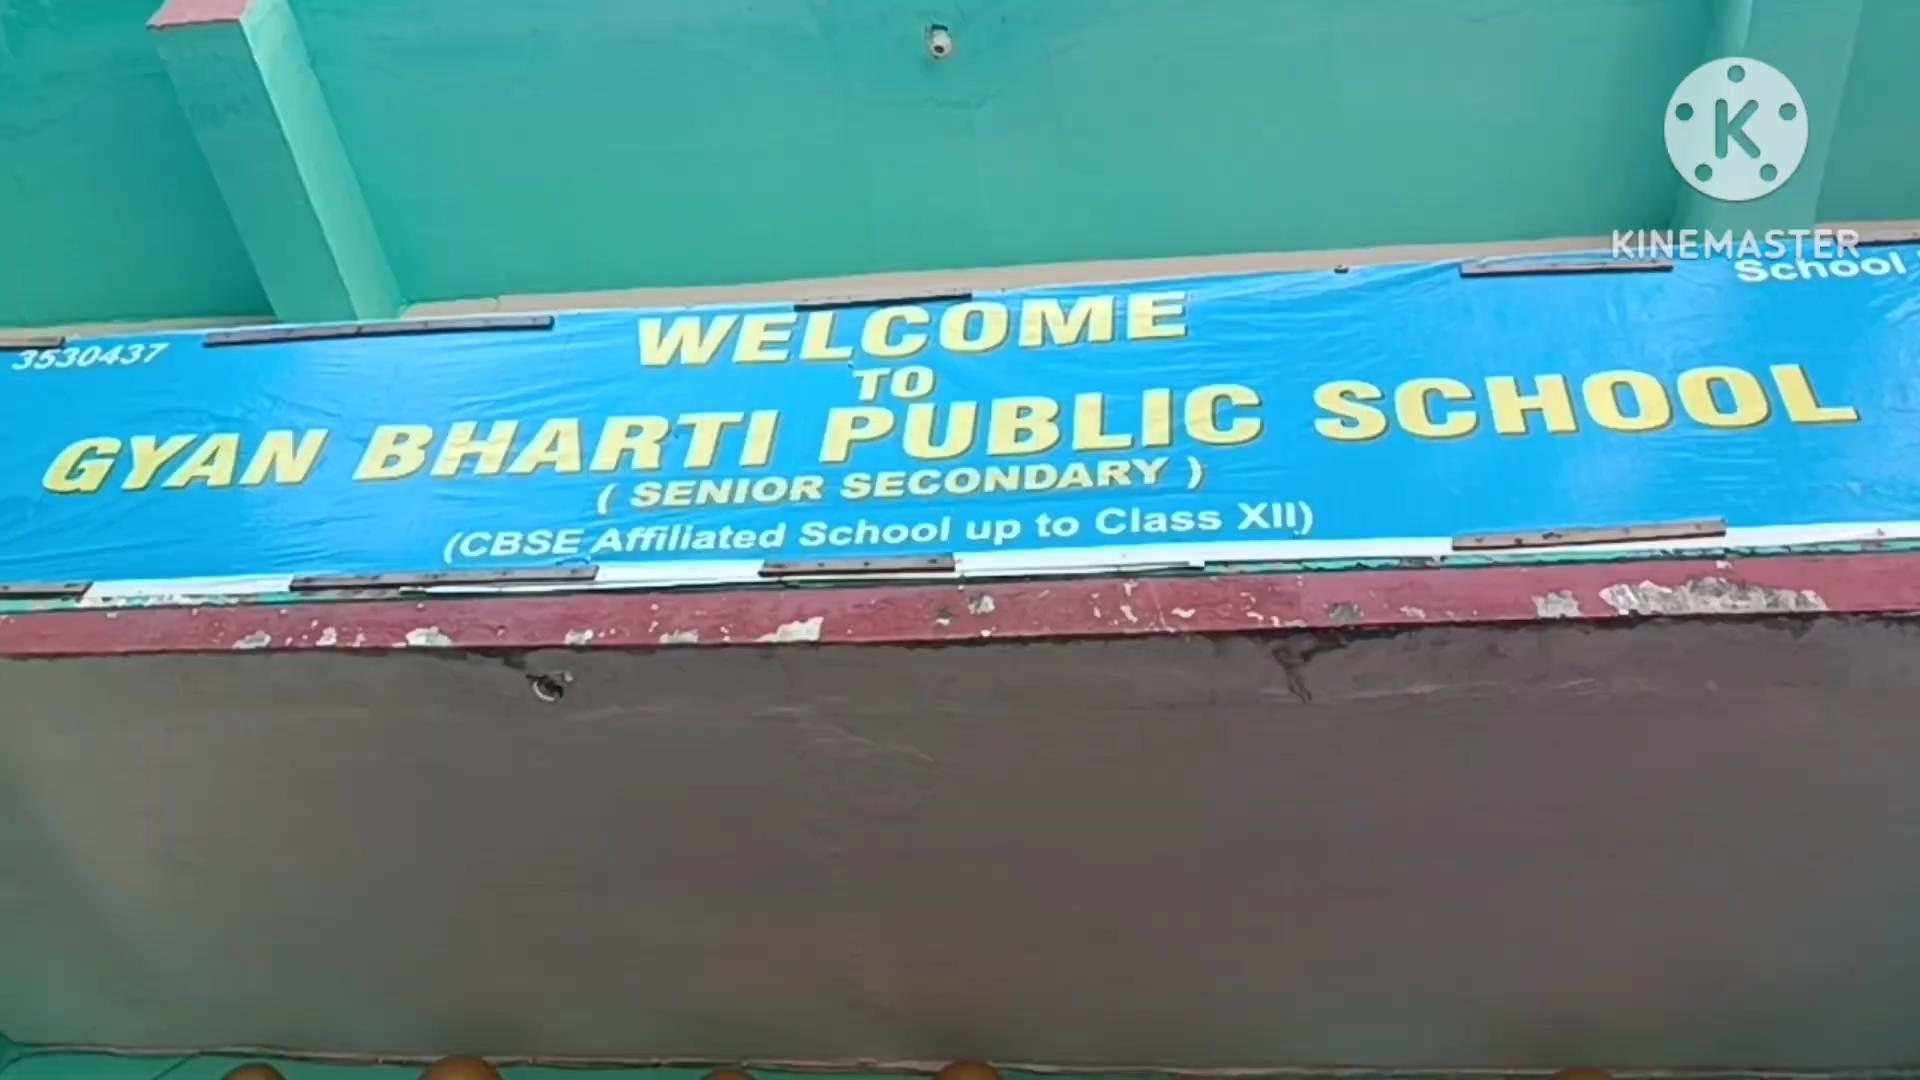 K
KINEMASTER
3530437
School
WELCOME
TO
GYAN BHARTI PUBLIC SCHOOL
( SENIOR SECONDARY )
(CBSE Affiliated School up to Class XII)